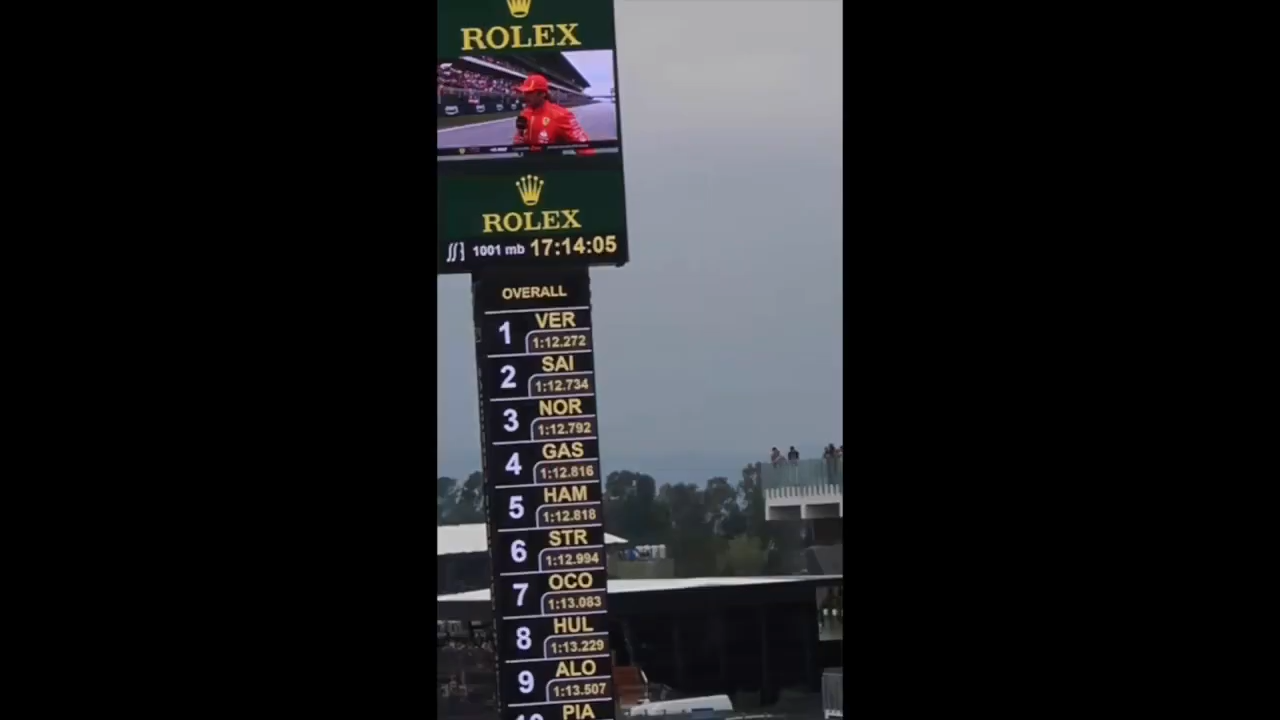 ROLEX
ROLEX
1001 mb 17:14:05
OVERALL
1 VER
1:12.272
2 SAI
1:12.734
3 NOR
1:12.792
4 GAS
1:12.816
5 HAM
1:12.818
6 STR
1:12.994
7 OCO
1:13.083
8 HUL
1:13.229
9 ALO
1:13.507
10 PIA